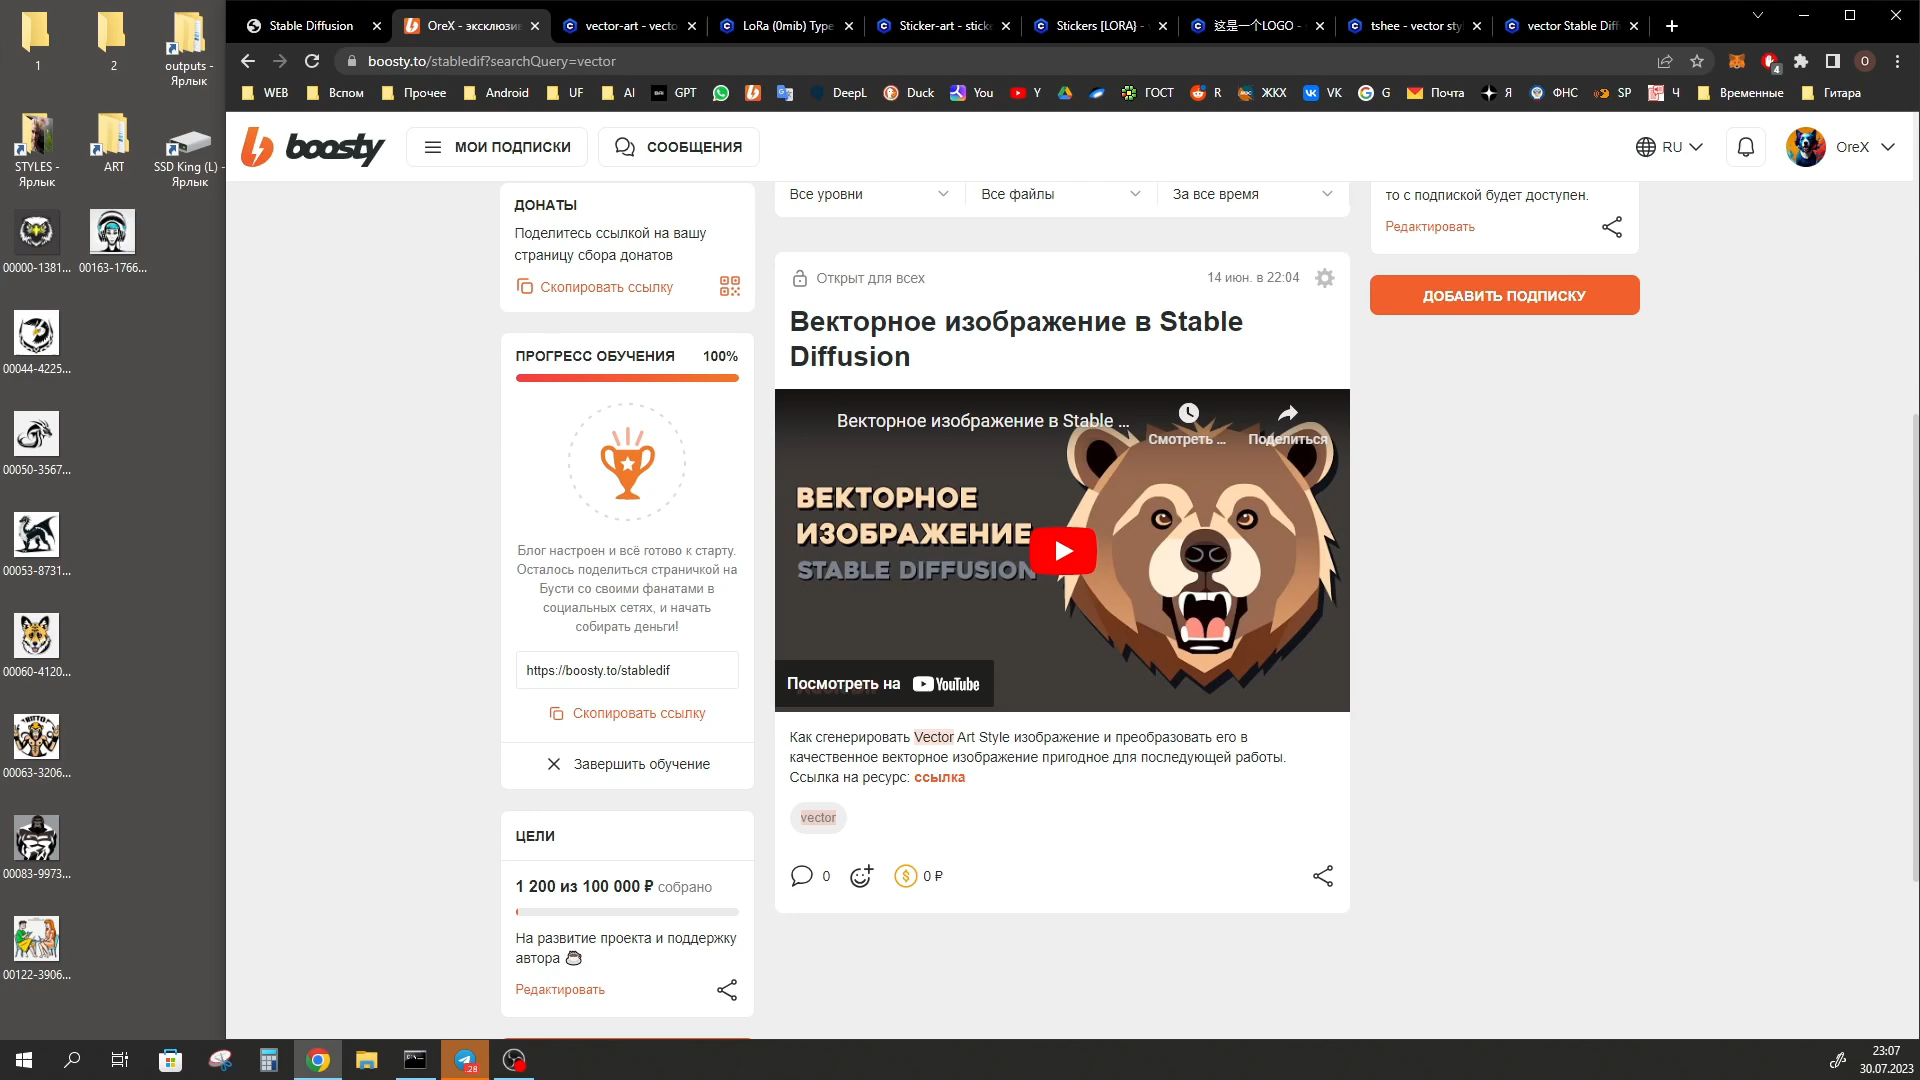 1
2
outputs -
Ярлык
STYLES -
Ярлык
ART
SSD King (L) -
Ярлык
00000-1381...
00163-1766...
00044-4225...
00050-3567...
00053-8731...
00060-4120...
00063-3206...
00083-9973...
00122-3906...
Stable Diffusion
OreX - эксклюзив
vector-art - vecto
LoRa (0mib) Type
Sticker-art - sticke
Stickers [LORA] -
这是一个LOGO -
tshee - vector sty
vector Stable Diff
boosty.to/stabledif?searchQuery=vector
4
O
WEB
Вспом
Прочее
Android
UF
AI
GPT
DeepL
Duck
You
Y
ГОСТ
R
ЖКХ
VK
G
Почта
Я
ФНС
SP
Ч
Временные
Гитара
boosty
МОИ ПОДПИСКИ
СООБЩЕНИЯ
RU
OreX
ДОНАТЫ
Поделитесь ссылкой на вашу
страницу сбора донатов
Скопировать ссылку
ПРОГРЕСС ОБУЧЕНИЯ 100%
Блог настроен и всё готово к старту.
Осталось поделиться страничкой на
Бусти со своими фанатами в
социальных сетях, и начать
собирать деньги!
https://boosty.to/stabledif
Скопировать ссылку
Завершить обучение
ЦЕЛИ
1 200 из 100 000 ₽ собрано
На развитие проекта и поддержку
автора
Редактировать
Все уровни
Все файлы
За все время
Открыт для всех
14 июн. в 22:04
Векторное изображение в Stable
Diffusion
Векторное изображение в Stable ...
Смотреть ...
Поделиться
ВЕКТОРНОЕ
ИЗОБРАЖЕНИЕ
STABLE DIFFUSION
Посмотреть на YouTube
Как сгенерировать Vector Art Style изображение и преобразовать его в
качественное векторное изображение пригодное для последующей работы.
Ссылка на ресурс: ссылка
vector
0
0 ₽
то с подпиской будет доступен.
Редактировать
ДОБАВИТЬ ПОДПИСКУ
28
23:07
30.07.2023